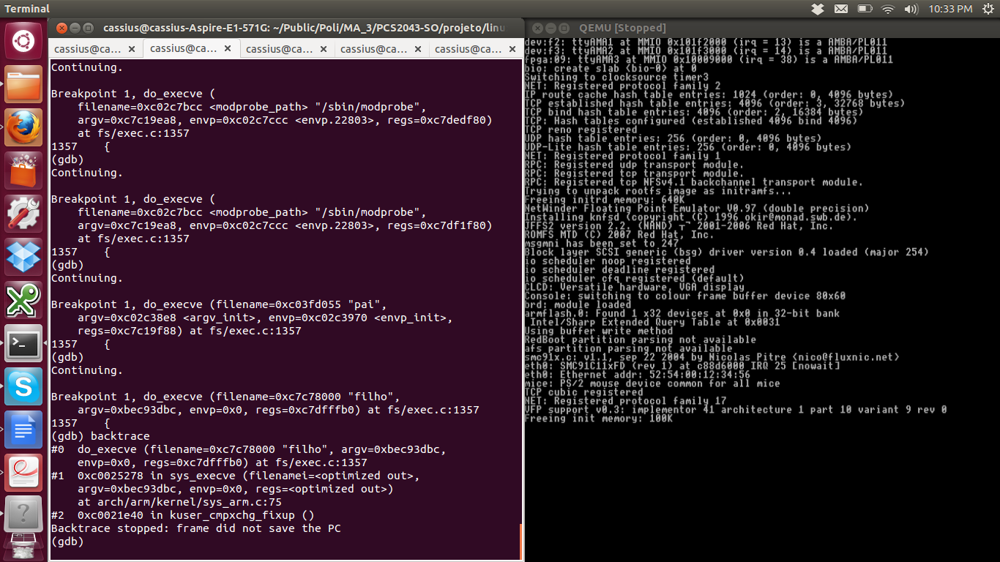 Terminal
10:33 PM
cassius@cassius-Aspire-E1-571G: ~/Public/Poli/MA_3/PCS2043-SO/projeto/linu
cassius@ca... × cassius@ca... × cassius@ca... × cassius@ca... × cassius@ca... ×
Continuing.

Breakpoint 1, do_execve (
    filename=0xc02c7bcc <modprobe_path> "/sbin/modprobe",
    argv=0xc7c19ea8, envp=0xc02c7ccc <envp.22803>, regs=0xc7dedf80)
    at fs/exec.c:1357
1357    {
(gdb)
Continuing.

Breakpoint 1, do_execve (
    filename=0xc02c7bcc <modprobe_path> "/sbin/modprobe",
    argv=0xc7c19ea8, envp=0xc02c7ccc <envp.22803>, regs=0xc7df1f80)
    at fs/exec.c:1357
1357    {
(gdb)
Continuing.

Breakpoint 1, do_execve (filename=0xc03fd055 "pai",
    argv=0xc02c38e8 <argv_init>, envp=0xc02c3970 <envp_init>,
    regs=0xc7c19f88) at fs/exec.c:1357
1357    {
(gdb)
Continuing.

Breakpoint 1, do_execve (filename=0xc7c78000 "filho",
    argv=0xbec93dbc, envp=0x0, regs=0xc7dfffb0) at fs/exec.c:1357
1357    {
(gdb) backtrace
#0  do_execve (filename=0xc7c78000 "filho", argv=0xbec93dbc,
    envp=0x0, regs=0xc7dfffb0) at fs/exec.c:1357
#1  0xc0025278 in sys_execve (filenamei=<optimized out>,
    argv=0xbec93dbc, envp=0x0, regs=<optimized out>)
    at arch/arm/kernel/sys_arm.c:75
#2  0xc0021e40 in kuser_cmpxchg_fixup ()
Backtrace stopped: frame did not save the PC
(gdb)
QEMU [Stopped]
dev:f2: ttyAMA1 at MMIO 0x101f2000 (irq = 13) is a AMBA/PL011
dev:f3: ttyAMA2 at MMIO 0x101f3000 (irq = 14) is a AMBA/PL011
fpga:09: ttyAMA3 at MMIO 0x10009000 (irq = 38) is a AMBA/PL011
bio: create slab <bio-0> at 0
Switching to clocksource timer3
NET: Registered protocol family 2
IP route cache hash table entries: 1024 (order: 0, 4096 bytes)
TCP established hash table entries: 4096 (order: 3, 32768 bytes)
TCP bind hash table entries: 4096 (order: 2, 16384 bytes)
TCP: Hash tables configured (established 4096 bind 4096)
TCP reno registered
UDP hash table entries: 256 (order: 0, 4096 bytes)
UDP-Lite hash table entries: 256 (order: 0, 4096 bytes)
NET: Registered protocol family 1
RPC: Registered udp transport module.
RPC: Registered tcp transport module.
RPC: Registered tcp NFSv4.1 backchannel transport module.
Trying to unpack rootfs image as initramfs...
Freeing initrd memory: 640K
NetWinder Floating Point Emulator V0.97 (double precision)
Installing knfsd (copyright (C) 1996 okir@monad.swb.de).
JFFS2 version 2.2. (NAND) ┬¬ 2001-2006 Red Hat, Inc.
ROMFS MTD (C) 2007 Red Hat, Inc.
msgmni has been set to 247
Block layer SCSI generic (bsg) driver version 0.4 loaded (major 254)
io scheduler noop registered
io scheduler deadline registered
io scheduler cfq registered (default)
CLCD: Versatile hardware, VGA display
Console: switching to colour frame buffer device 80x60
brd: module loaded
armflash.0: Found 1 x32 devices at 0x0 in 32-bit bank
 Intel/Sharp Extended Query Table at 0x0031
Using buffer write method
RedBoot partition parsing not available
afs partition parsing not available
smc91x.c: v1.1, sep 22 2004 by Nicolas Pitre <nico@fluxnic.net>
eth0: SMC91C11xFD (rev 1) at c88d6000 IRQ 25 [nowait]
eth0: Ethernet addr: 52:54:00:12:34:56
mice: PS/2 mouse device common for all mice
TCP cubic registered
NET: Registered protocol family 17
VFP support v0.3: implementor 41 architecture 1 part 10 variant 9 rev 0
Freeing init memory: 100K